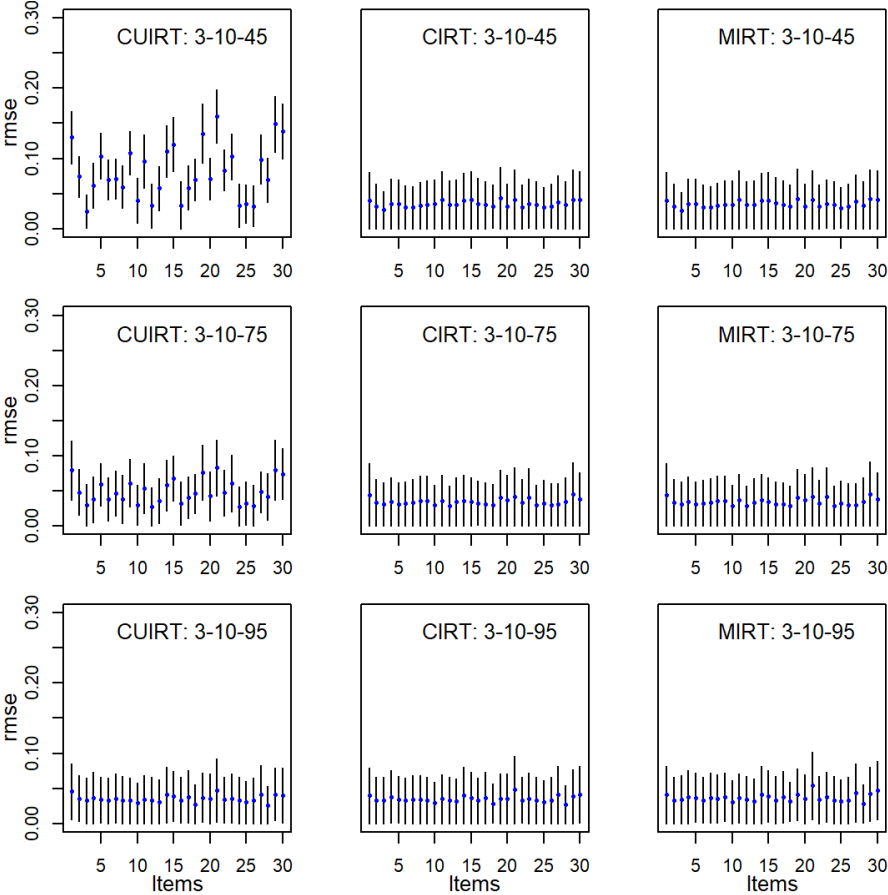 CUIRT: 3-10-45
CIRT: 3-10-45
MIRT: 3-10-45
rmse
0.00 0.10 0.20 0.30
5 10 15 20 25 30
5 10 15 20 25 30
5 10 15 20 25 30
CUIRT: 3-10-75
CIRT: 3-10-75
MIRT: 3-10-75
rmse
0.00 0.10 0.20 0.30
5 10 15 20 25 30
5 10 15 20 25 30
5 10 15 20 25 30
CUIRT: 3-10-95
CIRT: 3-10-95
MIRT: 3-10-95
rmse
0.00 0.10 0.20 0.30
5 10 15 20 25 30
5 10 15 20 25 30
5 10 15 20 25 30
Items
Items
Items